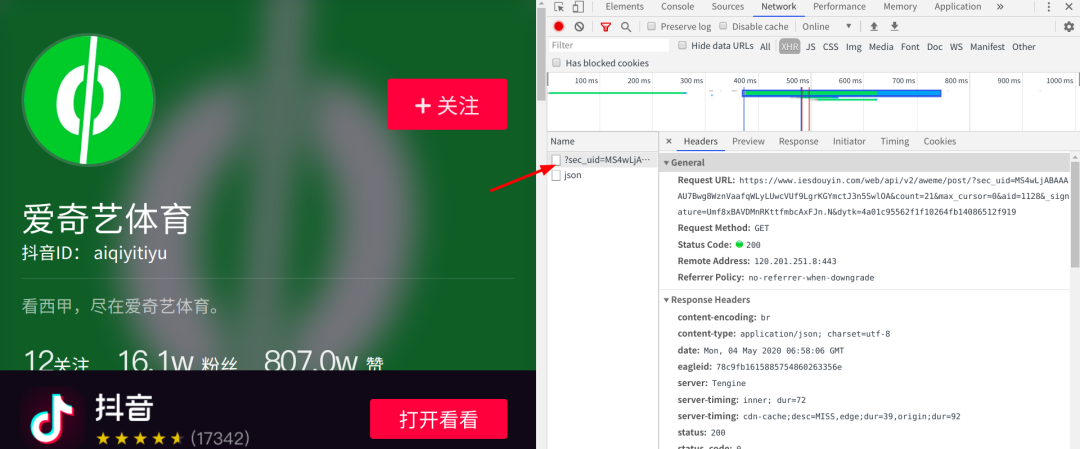 + 关注
爱奇艺体育
抖音ID： aiqiyitiyu
看西甲，尽在爱奇艺体育。
12关注 16.1w 粉丝 807.0w 赞
抖音
(17342)
打开看看
Elements Console Sources Network Performance Memory Application »
Preserve log Disable cache Online
Filter Hide data URLs All XHR JS CSS Img Media Font Doc WS Manifest Other
Has blocked cookies
100 ms 200 ms 300 ms 400 ms 500 ms 600 ms 700 ms 800 ms 900 ms 1000 ms
Name
?sec_uid=MS4wLjA…
json
× Headers Preview Response Initiator Timing Cookies
General
Request URL: https://www.iesdouyin.com/web/api/v2/aweme/post/?sec_uid=MS4wLjABAAA
AU7Bwg8WznVaafqWLyLUwcVUf9LgrKGYmctJ3n5SwlOA&count=21&max_cursor=0&aid=1128&_sign
ature=Umf8xBAVDMnRKttfmbcAxFJn.N&dytk=4a01c95562f1f10264fb14086512f919
Request Method: GET
Status Code: 200
Remote Address: 120.201.251.8:443
Referrer Policy: no-referrer-when-downgrade
Response Headers
content-encoding: br
content-type: application/json; charset=utf-8
date: Mon, 04 May 2020 06:58:06 GMT
eagleid: 78c9fb1615885754860263356e
server: Tengine
server-timing: inner; dur=72
server-timing: cdn-cache;desc=MISS,edge;dur=39,origin;dur=92
status: 200
status_code: 0